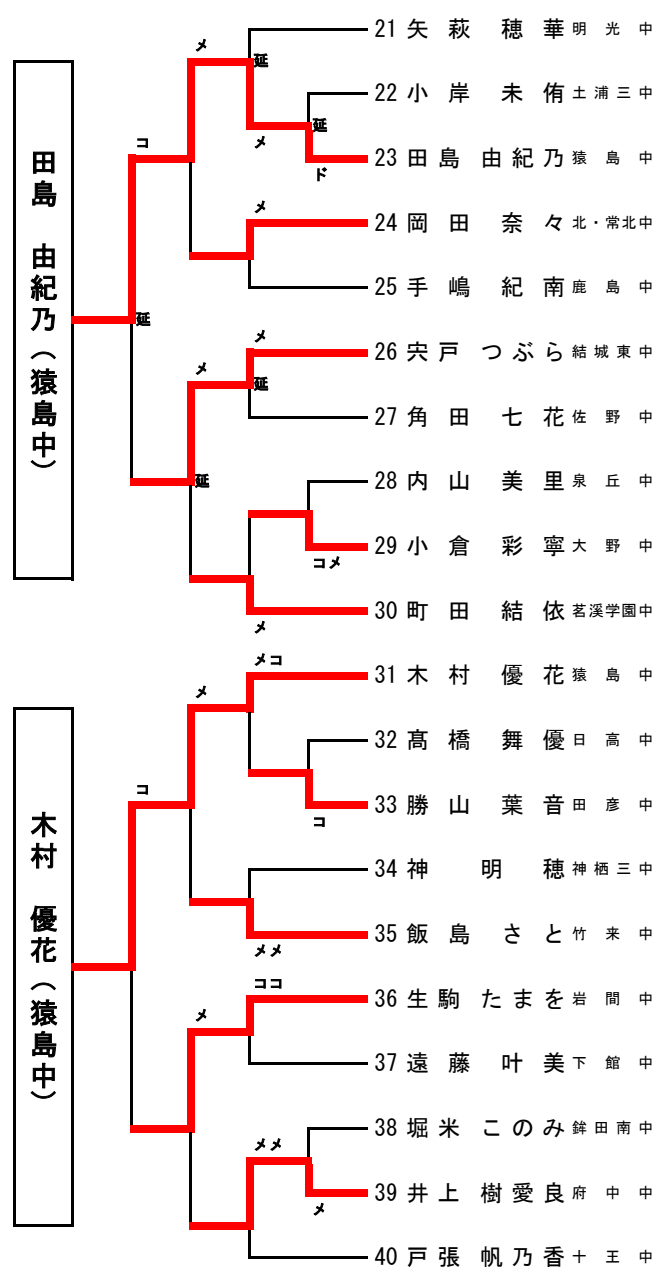 田島 由紀乃（猿島中）
木村 優花（猿島中）
21 矢萩 穂華 明光中
メ
延
22 小岸 未侑 土浦三中
延
メ
コ
23 田島 由紀乃 猿島中
ド
メ
24 岡田 奈々 北・常北中
25 手嶋 紀南 鹿島中
延
メ
26 宍戸 つぶら 結城東中
メ
延
27 角田 七花 佐野中
28 内山 美里 泉丘中
延
29 小倉 彩寧 大野中
コメ
30 町田 結依 茗溪学園中
メ
メコ
31 木村 優花 猿島中
メ
32 髙橋 舞優 日高中
コ
33 勝山 葉音 田彦中
コ
34 神 明穂 神栖三中
35 飯島 さと 竹来中
メメ
ココ
36 生駒 たまを 岩間中
メ
37 遠藤 叶美 下館中
38 堀米 このみ 鉾田南中
メメ
39 井上 樹愛良 府中中
メ
40 戸張 帆乃香 十王中